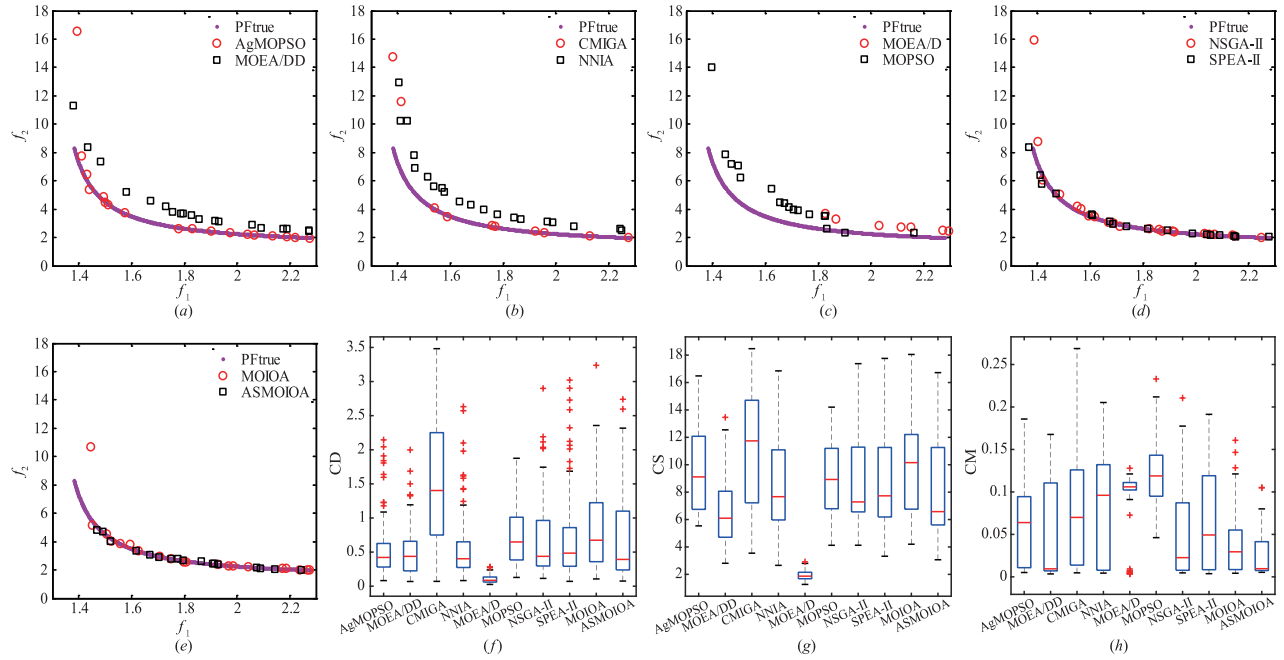 18
16
14
12
10
8
6
4
2
0
f2
1.4 1.6 1.8 2 2.2
f1
PFtrue
AgMOPSO
MOEA/DD
(a)
18
16
14
12
10
8
6
4
2
0
f2
1.4 1.6 1.8 2 2.2
f1
PFtrue
CMIGA
NNIA
(b)
18
16
14
12
10
8
6
4
2
0
f2
1.4 1.6 1.8 2 2.2
f1
PFtrue
MOEA/D
MOPSO
(c)
18
16
14
12
10
8
6
4
2
0
f2
1.4 1.6 1.8 2 2.2
f1
PFtrue
NSGA-II
SPEA-II
(d)
18
16
14
12
10
8
6
4
2
0
f2
1.4 1.6 1.8 2 2.2
f1
PFtrue
MOIOA
ASMOIOA
(e)
3.5
3
2.5
2
1.5
1
0.5
0
CD
AgMOPSO MOEA/DD CMIGA NNIA MOEA/D MOPSO NSGA-II SPEA-II MOIOA ASMOIOA
(f)
18
16
14
12
10
8
6
4
2
CS
AgMOPSO MOEA/DD CMIGA NNIA MOEA/D MOPSO NSGA-II SPEA-II MOIOA ASMOIOA
(g)
0.25
0.2
0.15
0.1
0.05
0
CM
AgMOPSO MOEA/DD CMIGA NNIA MOEA/D MOPSO NSGA-II SPEA-II MOIOA ASMOIOA
(h)